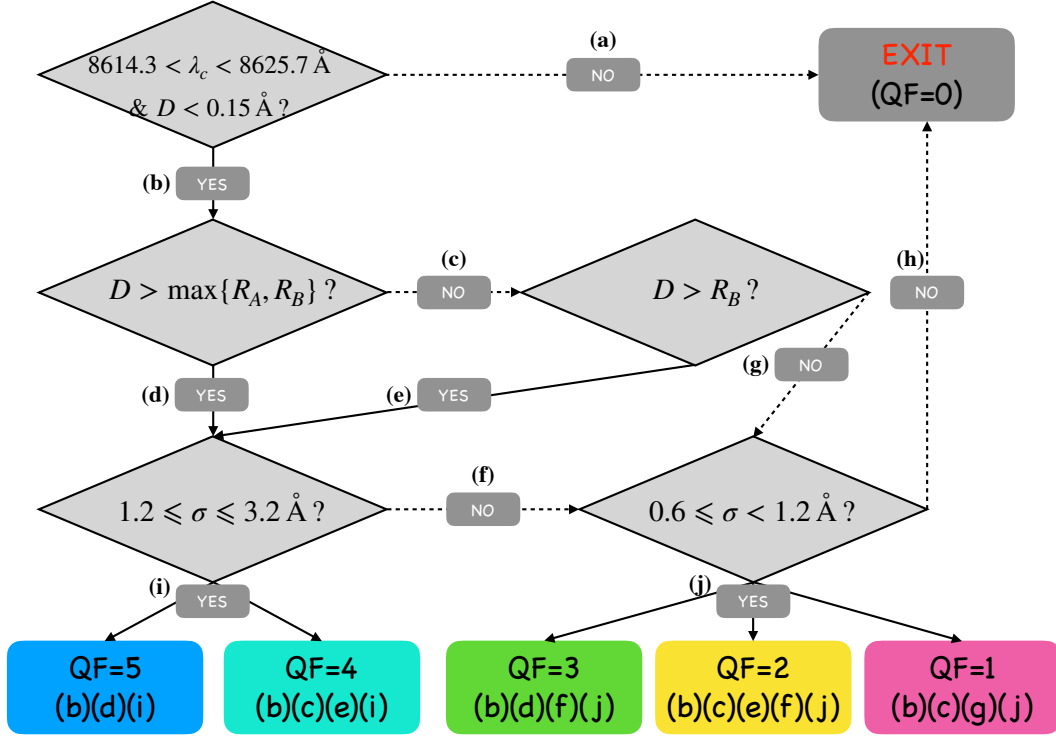 (a)
8614.3 < λc < 8625.7 Å
& D < 0.15 Å ?
NO
EXIT
(QF=0)
(b)
YES
(c)
(h)
D > max{R_A, R_B} ?
NO
D > R_B ?
NO
(d)
YES
(e)
YES
(g)
NO
(f)
1.2 ⩽ σ ⩽ 3.2 Å ?
NO
0.6 ⩽ σ < 1.2 Å ?
(i)
YES
(j)
YES
QF=5
(b)(d)(i)
QF=4
(b)(c)(e)(i)
QF=3
(b)(d)(f)(j)
QF=2
(b)(c)(e)(f)(j)
QF=1
(b)(c)(g)(j)